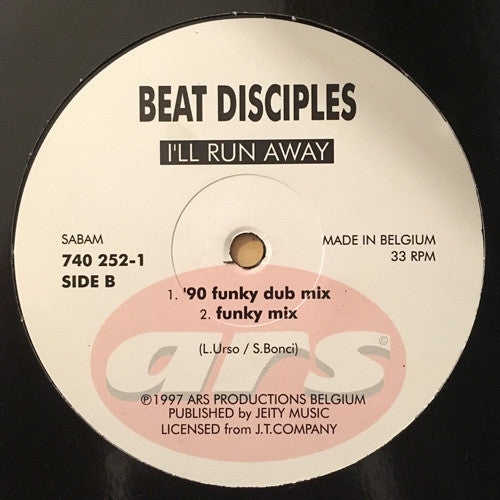 BEAT DISCIPLES
I'LL RUN AWAY
SABAM
740 252-1
SIDE B
MADE IN BELGIUM
33 RPM
1. '90 funky dub mix
2. funky mix
(L.Urso / S.Bonci)
ars ©
℗1997 ARS PRODUCTIONS BELGIUM
PUBLISHED by JEITY MUSIC
LICENSED from J.T.COMPANY